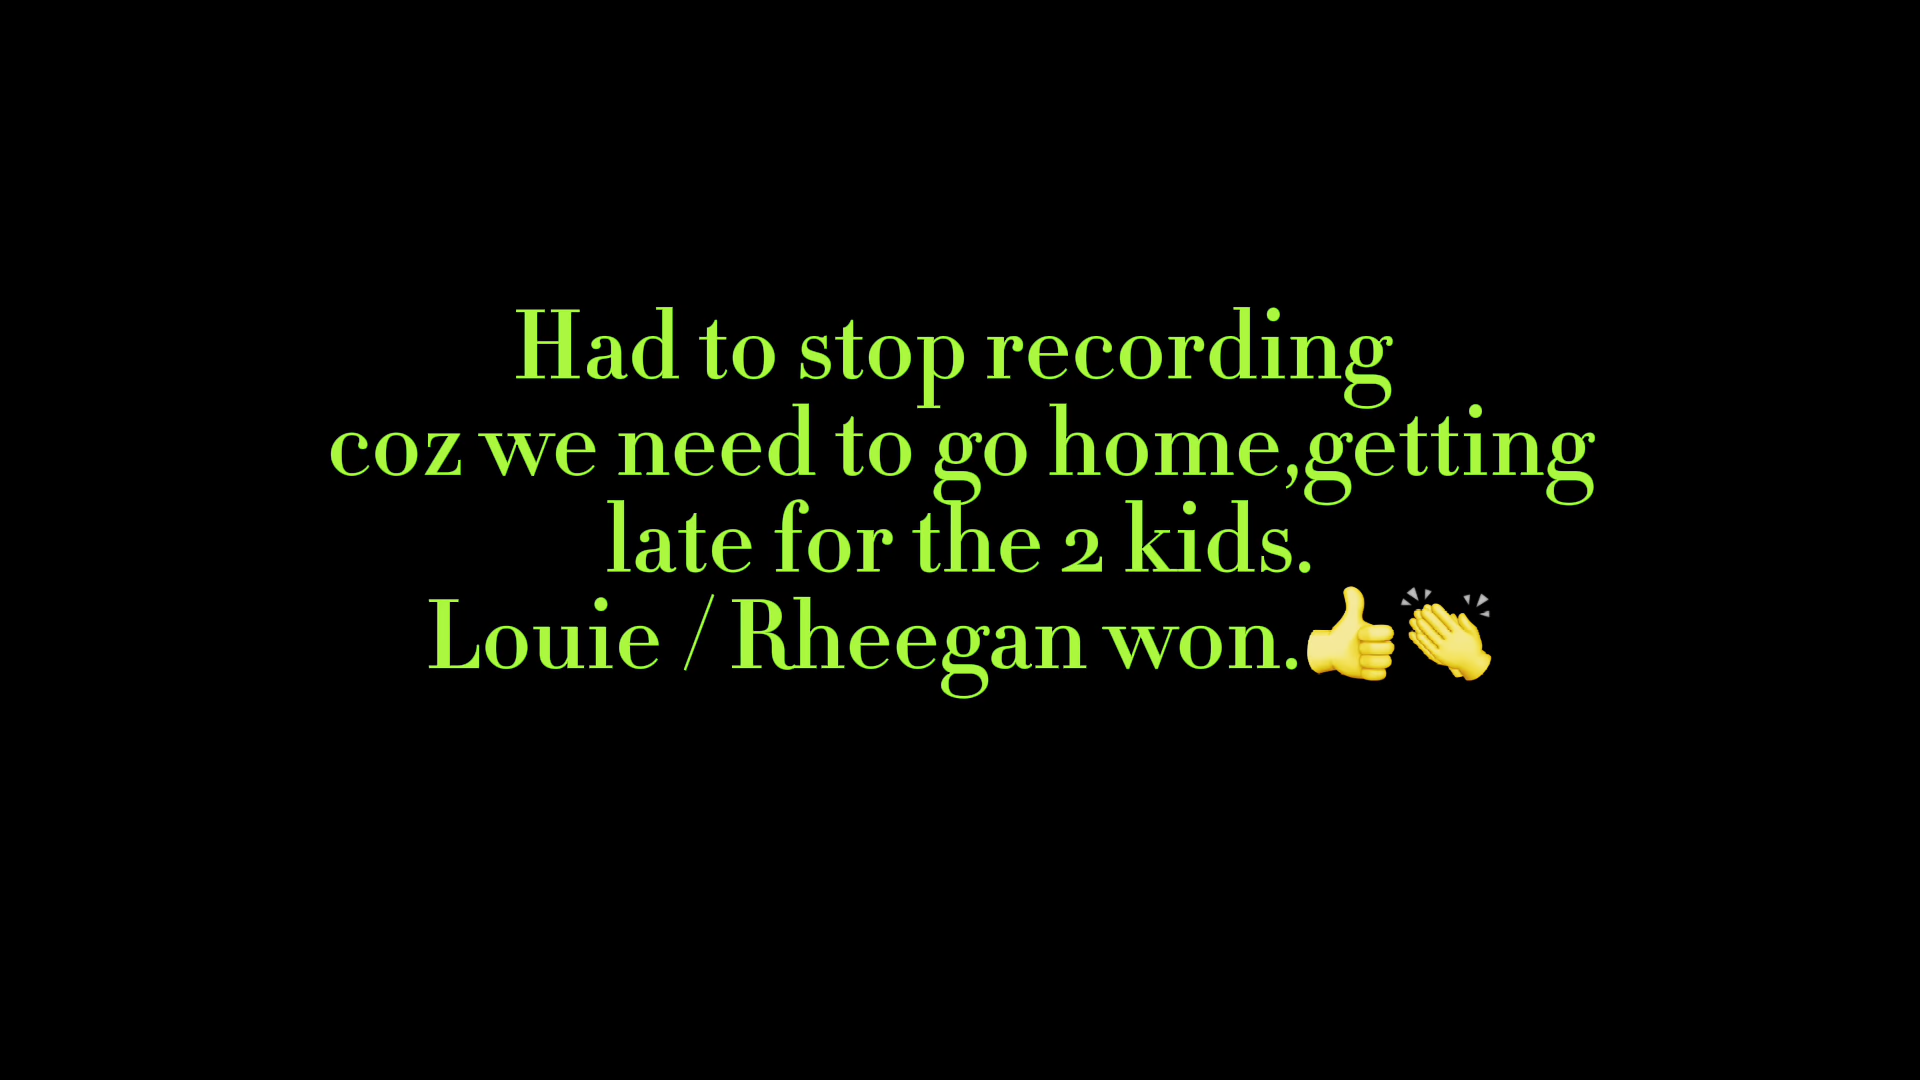 Had to stop recording
coz we need to go home,getting
late for the 2 kids.
Louie / Rheegan won.👍👏